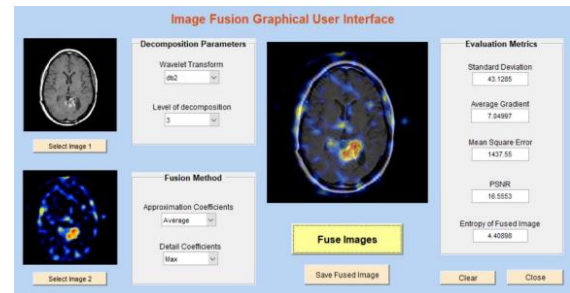 Image Fusion Graphical User Interface
Decomposition Parameters
Wavelet Transform
db2
Level of decomposition
3
Select Image 1
Fusion Method
Approximation Coefficients
Average
Detail Coefficients
Max
Select Image 2
Fuse Images
Save Fused Image
Evaluation Metrics
Standard Deviation
43.1285
Average Gradient
7.04997
Mean Square Error
1437.55
PSNR
16.5553
Entropy of Fused Image
4.40898
Clear
Close